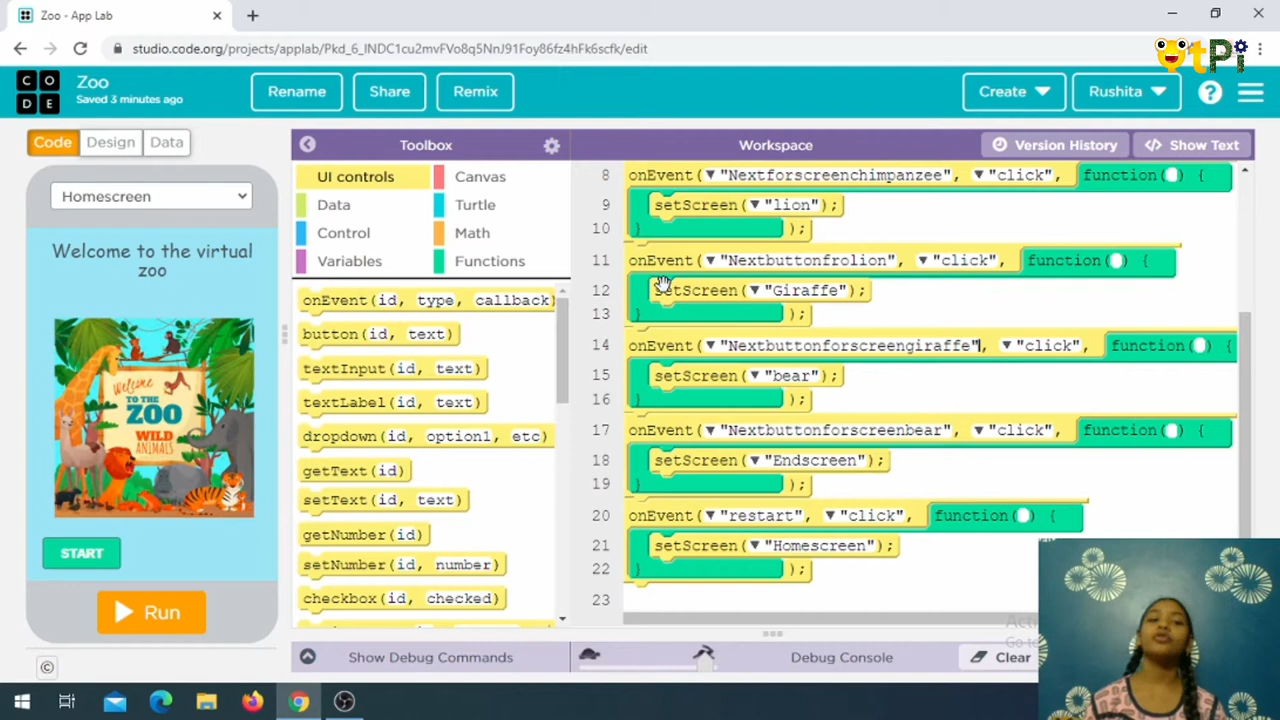 Zoo - App Lab
studio.code.org/projects/applab/Pkd_6_INDC1cu2mvFVo8q5NnJ91Foy86fz4hFk6scfk/edit
tPi
C O
D E
Zoo
Saved 3 minutes ago
Rename
Share
Remix
Create
Rushita
?
Code
Design
Data
Toolbox
Workspace
Version History
</> Show Text
Homescreen
Welcome to the virtual
zoo
Welcome
TO THE
ZOO
WILD
ANIMALS
START
Run
UI controls
Canvas
Data
Turtle
Control
Math
Variables
Functions
onEvent(id, type, callback)
button(id, text)
textInput(id, text)
textLabel(id, text)
dropdown(id, option1, etc)
getText(id)
setText(id, text)
getNumber(id)
setNumber(id, number)
checkbox(id, checked)
8 onEvent(▼"Nextforscreenchimpanzee", ▼"click", function() {
9 setScreen(▼"lion");
10 } );
11 onEvent(▼"Nextbuttonfrolion", ▼"click", function() {
12 setScreen(▼"Giraffe");
13 } );
14 onEvent(▼"Nextbuttonforscreengiraffe", ▼"click", function() {
15 setScreen(▼"bear");
16 } );
17 onEvent(▼"Nextbuttonforscreenbear", ▼"click", function() {
18 setScreen(▼"Endscreen");
19 } );
20 onEvent(▼"restart", ▼"click", function() {
21 setScreen(▼"Homescreen");
22 } );
23
Show Debug Commands
Debug Console
Clear
©